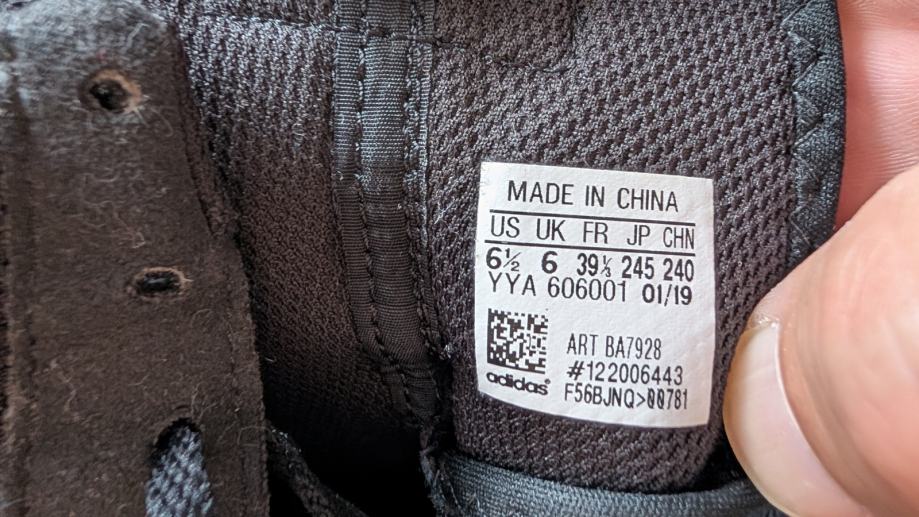 MADE IN CHINA
US UK FR JP CHN
6½ 6 39⅓ 245 240
YYA 606001 01/19
ART BA7928
#122006443
adidas®
F56BJNQ>00781